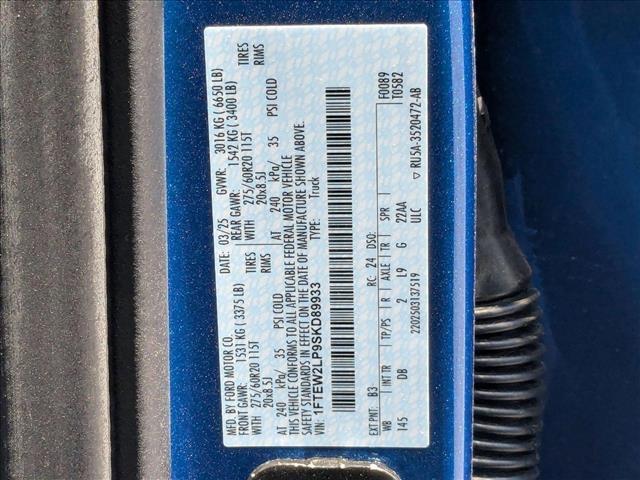 MFD. BY FORD MOTOR CO.
DATE: 03/25 GVWR: 3016 KG ( 6650 LB)
FRONT GAWR: 1531 KG ( 3375 LB) REAR GAWR: 1542 KG ( 3400 LB)
WITH 275/60R20 115T TIRES WITH 275/60R20 115T TIRES
20x8.5J RIMS 20x8.5J RIMS
AT 240 kPa/ 35 PSI COLD AT 240 kPa/ 35 PSI COLD
THIS VEHICLE CONFORMS TO ALL APPLICABLE FEDERAL MOTOR VEHICLE
SAFETY STANDARDS IN EFFECT ON THE DATE OF MANUFACTURE SHOWN ABOVE.
VIN: 1FTEW2LP9SKD89933
TYPE: Truck
F0089
T0582
EXT PNT: B3 RC: 24 DSO:
WB INT TR TP/PS R AXLE TR SPR
145 DB 2 L9 G 22AA
ULC
2202503137519
▽ RU5A-3520472-AB